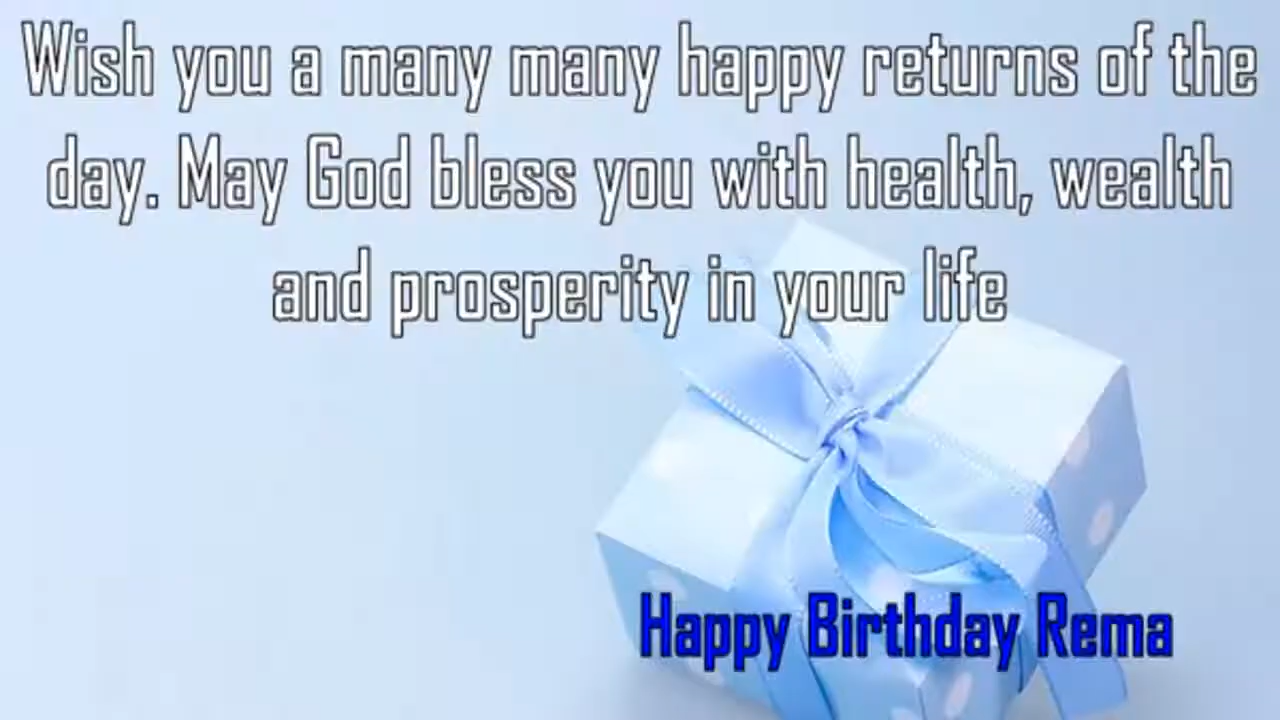 Wish you a many many happy returns of the
day. May God bless you with health, wealth
and prosperity in your life
Happy Birthday Rema